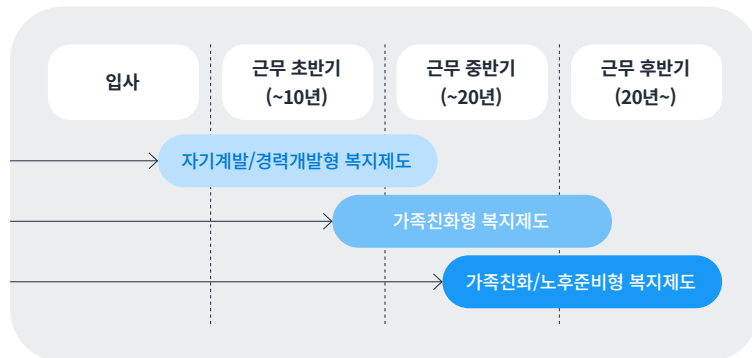 입사
근무 초반기
(~10년)
근무 중반기
(~20년)
근무 후반기
(20년~)
자기계발/경력개발형 복지제도
가족친화형 복지제도
가족친화/노후준비형 복지제도